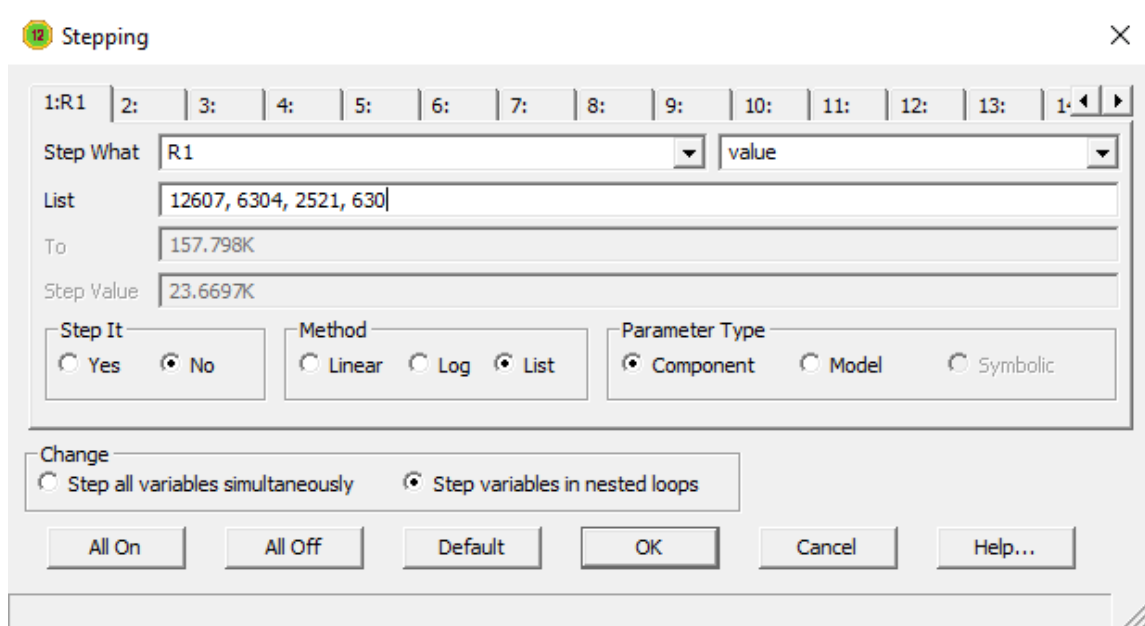 12 Stepping
1:R1 2: 3: 4: 5: 6: 7: 8: 9: 10: 11: 12: 13:
Step What R1 value
List 12607, 6304, 2521, 630
To 157.798K
Step Value 23.6697K
Step It Method Parameter Type
Yes No Linear Log List Component Model Symbolic
Change
Step all variables simultaneously Step variables in nested loops
All On All Off Default OK Cancel Help...